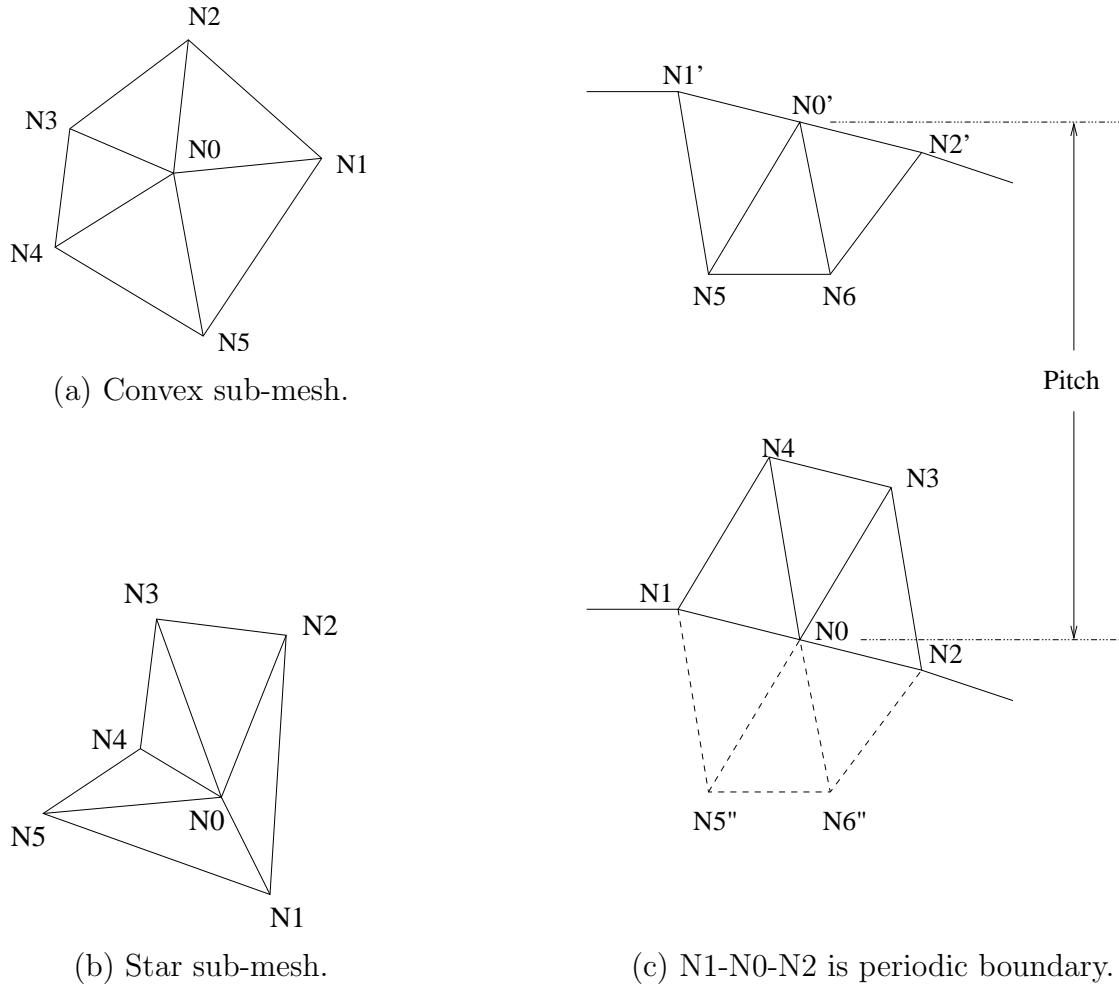 N2
N3
N0
N1
N4
N5
(a) Convex sub-mesh.
N3
N2
N4
N0
N5
N1
(b) Star sub-mesh.
N1'
N0'
N2'
N5
N6
Pitch
N4
N3
N1
N0
N2
N5"
N6"
(c) N1-N0-N2 is periodic boundary.